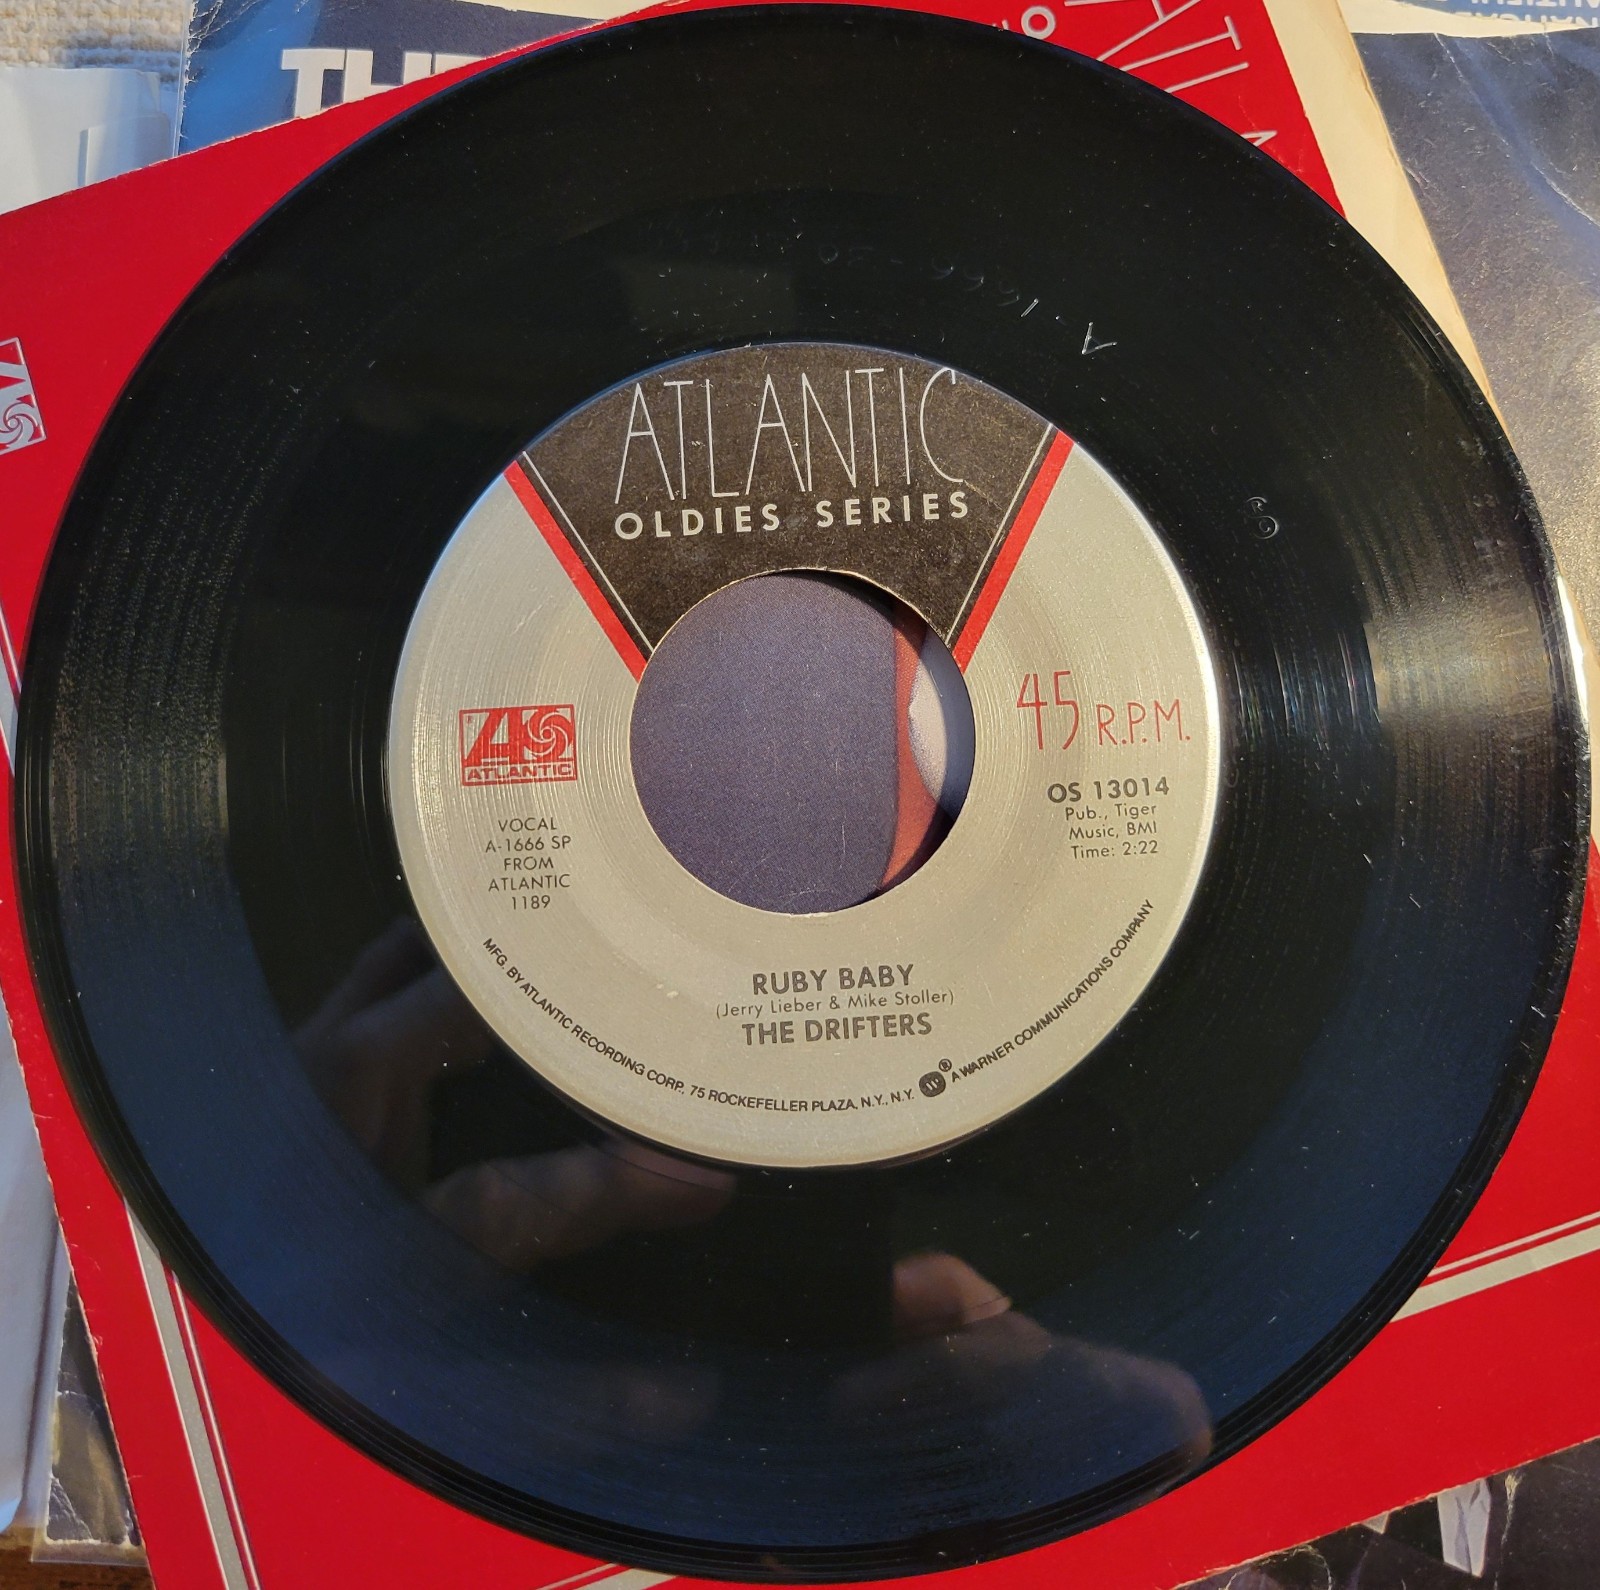 THE
ATLANTIC
OLDIES SERIES
ATLANTIC
45 R.P.M.
OS 13014
Pub., Tiger
Music, BMI
Time: 2:22
VOCAL
A-1666 SP
FROM
ATLANTIC
1189
RUBY BABY
(Jerry Lieber & Mike Stoller)
THE DRIFTERS
MFG. BY ATLANTIC RECORDING CORP., 75 ROCKEFELLER PLAZA, N.Y., N.Y. ® A WARNER COMMUNICATIONS COMPANY